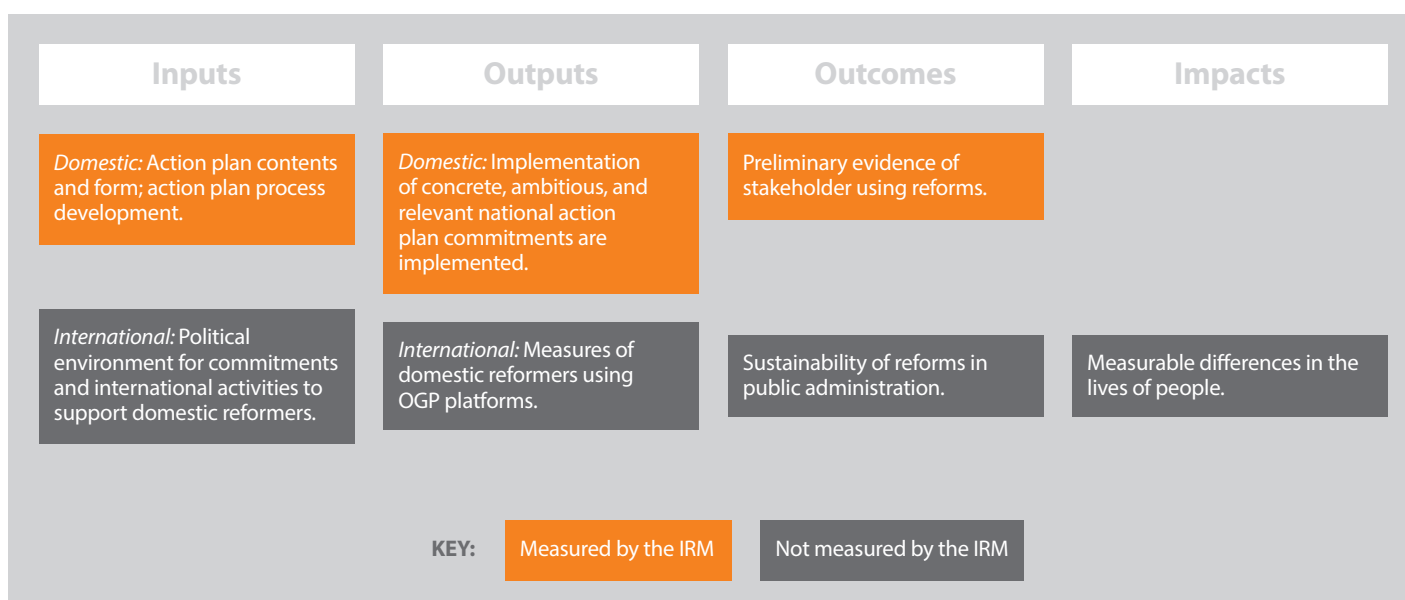 Inputs
Outputs
Outcomes
Impacts
Domestic: Action plan contents
and form; action plan process
development.
Domestic: Implementation
of concrete, ambitious, and
relevant national action
plan commitments are
implemented.
Preliminary evidence of
stakeholder using reforms.
International: Political
environment for commitments
and international activities to
support domestic reformers.
International: Measures of
domestic reformers using
OGP platforms.
Sustainability of reforms in
public administration.
Measurable differences in the
lives of people.
KEY:
Measured by the IRM
Not measured by the IRM